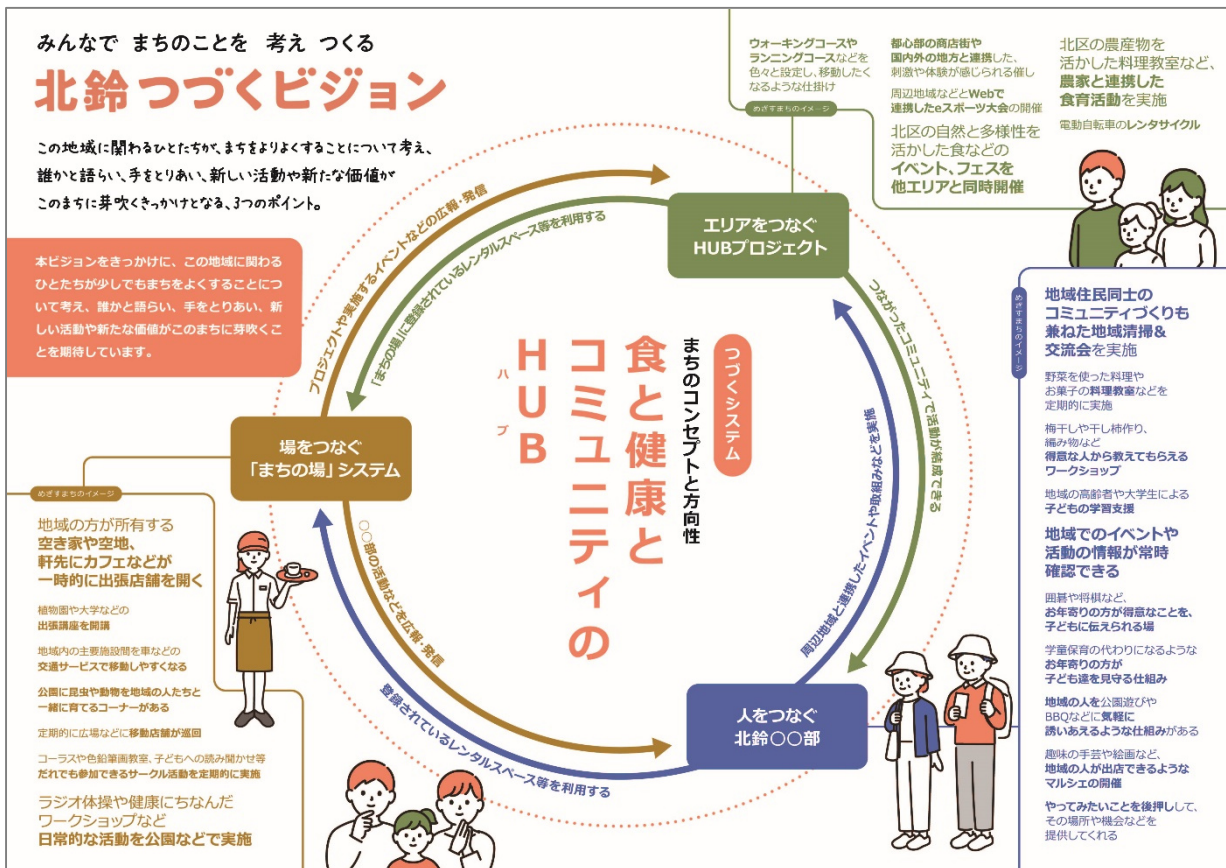 みんなで まちのことを 考え つくる
北鈴つづくビジョン
この地域に関わるひとたちが、まちをよりよくすることについて考え、
誰かと語らい、手をとりあい、新しい活動や新たな価値が
このまちに芽吹くきっかけとなる、3つのポイント。
本ビジョンをきっかけに、この地域に関わる
ひとたちが少しでもまちをよくすることにつ
いて考え、誰かと語らい、手をとりあい、新
しい活動や新たな価値がこのまちに芽吹くこ
とを期待しています。
ウォーキングコースや
ランニングコースなどを
色々と設定し、移動したく
なるような仕掛け
都心部の商店街や
国内外の地方と連携した、
刺激や体験が感じられる催し
周辺地域などとWebで
連携したeスポーツ大会の開催
北区の自然と多様性を
活かした食などの
イベント、フェスを
他エリアと同時開催
北区の農産物を
活かした料理教室など、
農家と連携した
食育活動を実施
電動自転車のレンタサイクル
めざすまちのイメージ
エリアをつなぐ
HUBプロジェクト
プロジェクトや実施するイベントなどの広報・発信
「まちの場」に登録されているレンタルスペース等を利用する
つながったコミュニティで活動が結成できる
周辺地域と連携したイベントや取組みなどを実施
つづくシステム
まちのコンセプトと方向性
食と健康と
コミュニティの
HUB
ハブ
場をつなぐ
「まちの場」システム
〇〇部の活動などを広報・発信
登録されているレンタルスペース等を利用する
人をつなぐ
北鈴〇〇部
めざすまちのイメージ
地域の方が所有する
空き家や空地、
軒先にカフェなどが
一時的に出張店舗を開く
植物園や大学などの
出張講座を開講
地域内の主要施設間を車などの
交通サービスで移動しやすくなる
公園に昆虫や動物を地域の人たちと
一緒に育てるコーナーがある
定期的に広場などに移動店舗が巡回
コーラスや色鉛筆画教室、子どもへの読み聞かせ等
だれでも参加できるサークル活動を定期的に実施
ラジオ体操や健康にちなんだ
ワークショップなど
日常的な活動を公園などで実施
めざすまちのイメージ
地域住民同士の
コミュニティづくりも
兼ねた地域清掃&
交流会を実施
野菜を使った料理や
お菓子の料理教室などを
定期的に実施
梅干しや干し柿作り、
編み物など
得意な人から教えてもらえる
ワークショップ
地域の高齢者や大学生による
子どもの学習支援
地域でのイベントや
活動の情報が常時
確認できる
囲碁や将棋など、
お年寄りの方が得意なことを、
子どもに伝えられる場
学童保育の代わりになるような
お年寄りの方が
子ども達を見守る仕組み
地域の人を公園遊びや
BBQなどに気軽に
誘いあえるような仕組みがある
趣味の手芸や絵画など、
地域の人が出店できるような
マルシェの開催
やってみたいことを後押しして、
その場所や機会などを
提供してくれる